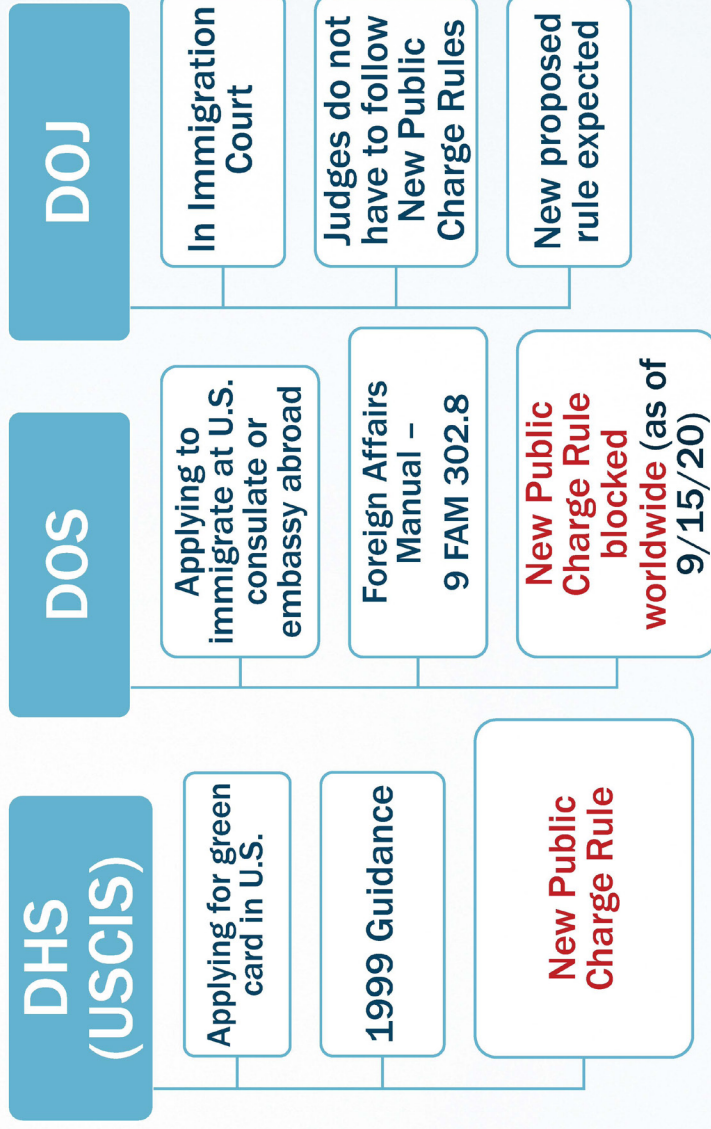 DHS
(USCIS)
Applying for green
card in U.S.
1999 Guidance
New Public
Charge Rule
DOS
Applying to
immigrate at U.S.
consulate or
embassy abroad
Foreign Affairs
Manual –
9 FAM 302.8
New Public
Charge Rule
blocked
worldwide (as of
9/15/20)
DOJ
In Immigration
Court
Judges do not
have to follow
New Public
Charge Rules
New proposed
rule expected